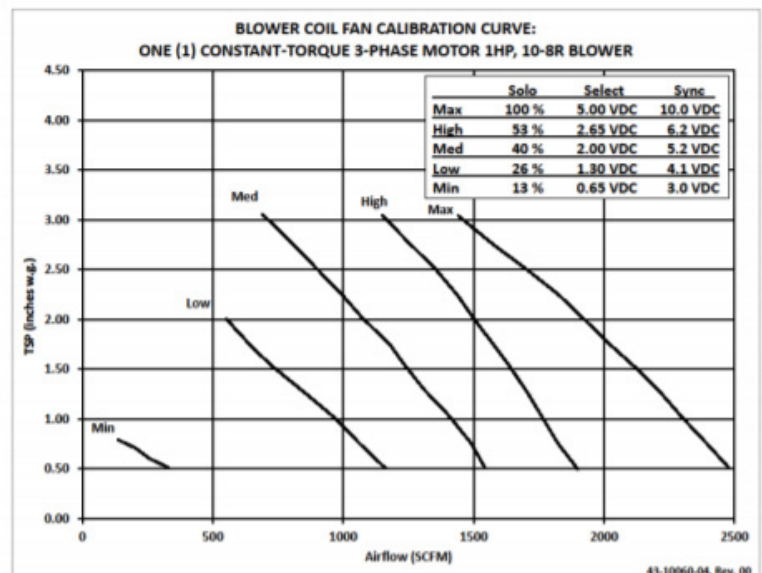 BLOWER COIL FAN CALIBRATION CURVE:
ONE (1) CONSTANT-TORQUE 3-PHASE MOTOR 1HP, 10-8R BLOWER
4.50
4.00
3.50
3.00
2.50
2.00
1.50
1.00
0.50
0.00
TSP (inches w.g.)
Solo Select Sync
Max 100 % 5.00 VDC 10.0 VDC
High 53 % 2.65 VDC 6.2 VDC
Med 40 % 2.00 VDC 5.2 VDC
Low 26 % 1.30 VDC 4.1 VDC
Min 13 % 0.65 VDC 3.0 VDC
Med
High
Max
Low
Min
0 500 1000 1500 2000 2500
Airflow (SCFM)
43-10060-04, Rev. 00